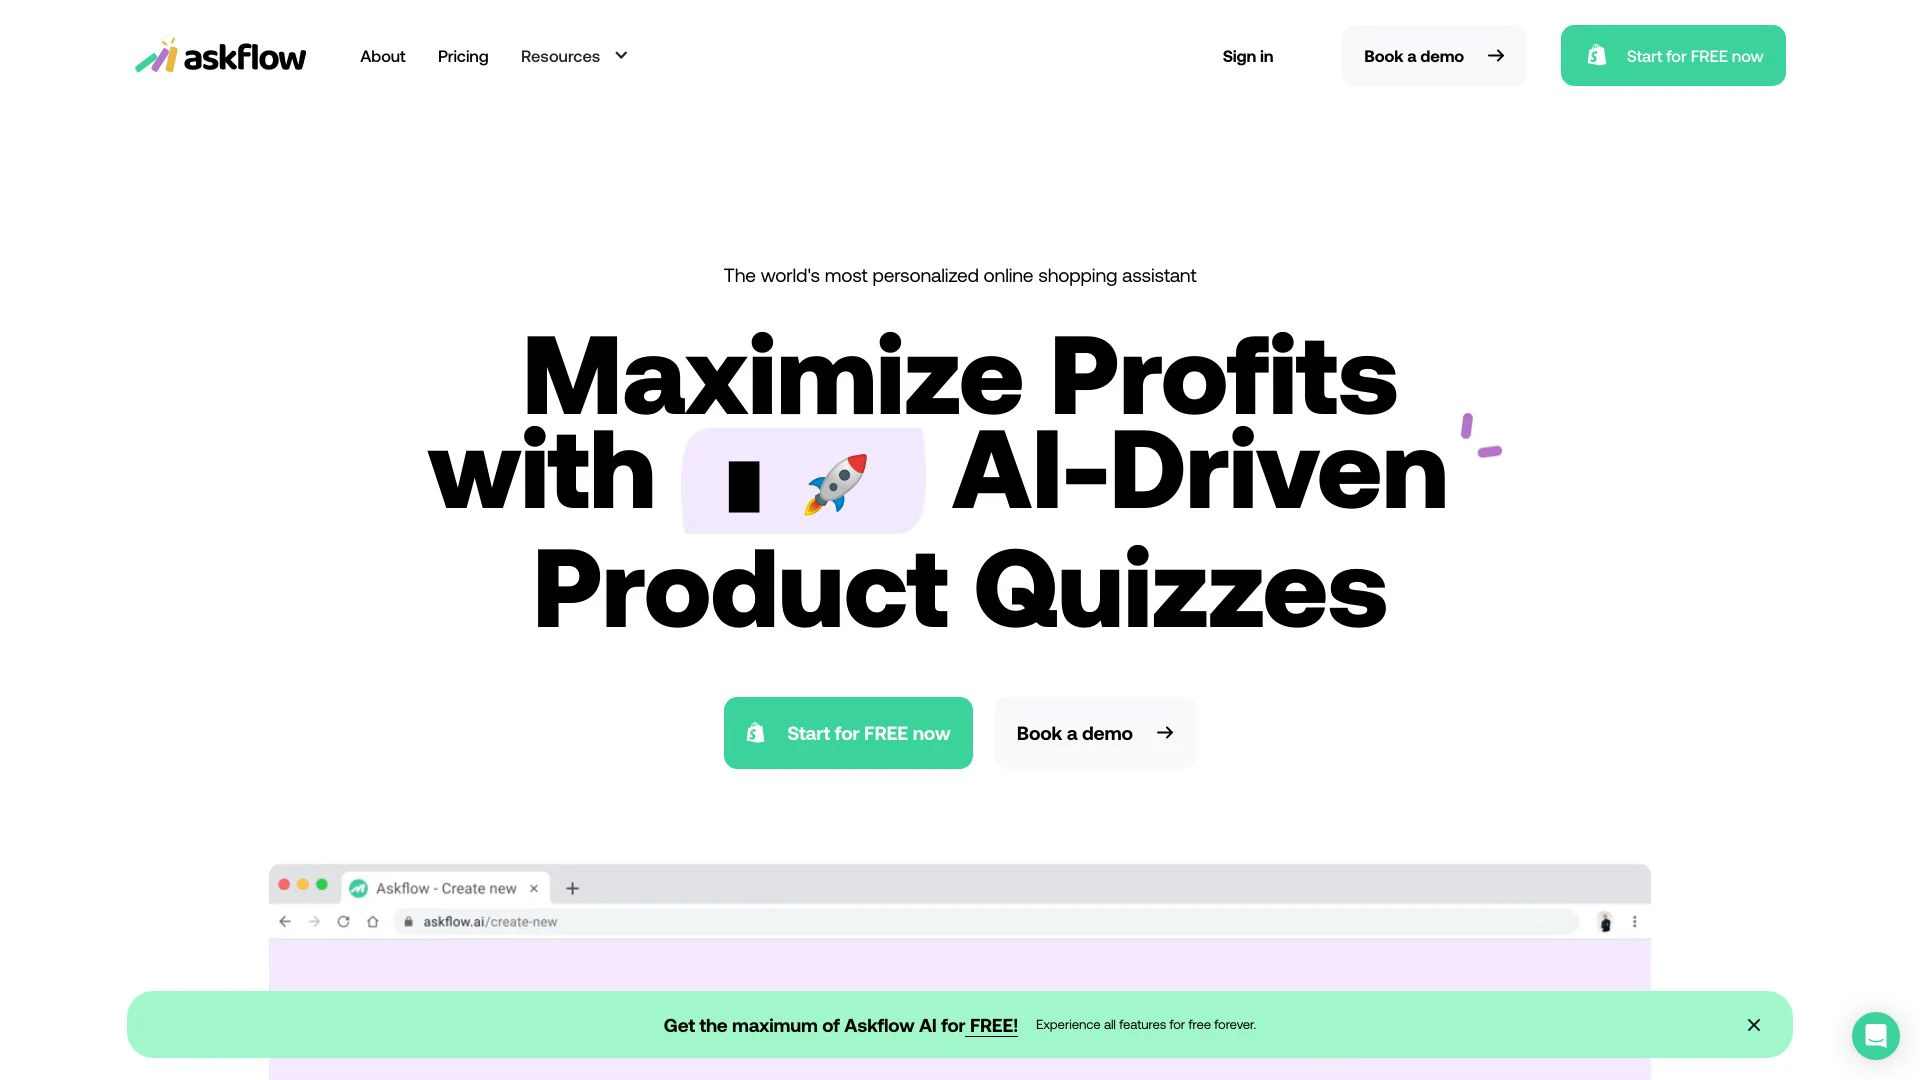 askflow
About
Pricing
Resources
Sign in
Book a demo
Start for FREE now
The world's most personalized online shopping assistant
Maximize Profits
with 🚀 AI-Driven
Product Quizzes
Start for FREE now
Book a demo
Askflow - Create new
askflow.ai/create-new
Get the maximum of Askflow AI for FREE!
Experience all features for free forever.